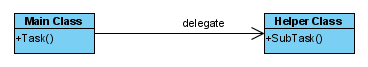 Main Class
+Task()
delegate
Helper Class
+SubTask()